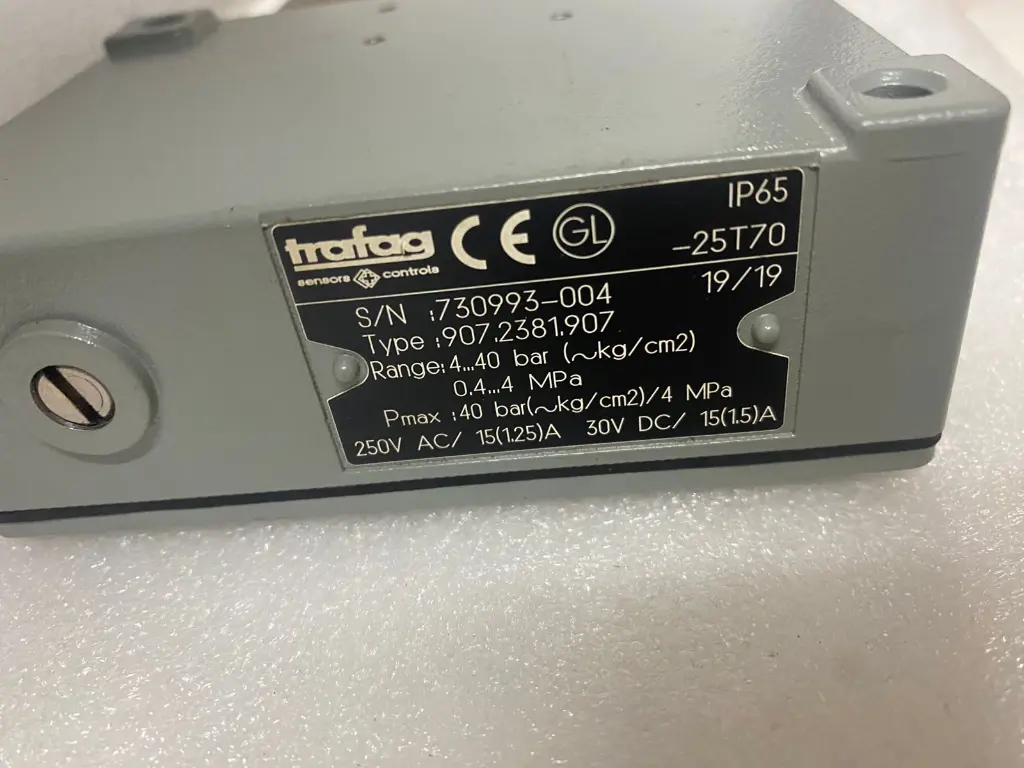 trafag CE GL IP65
sensors controls -25T70
19/19
S/N :730993-004
Type :907.2381.907
Range:4...40 bar (~kg/cm2)
0.4...4 MPa
Pmax :40 bar(~kg/cm2)/4 MPa
250V AC/ 15(1.25)A 30V DC/ 15(1.5)A